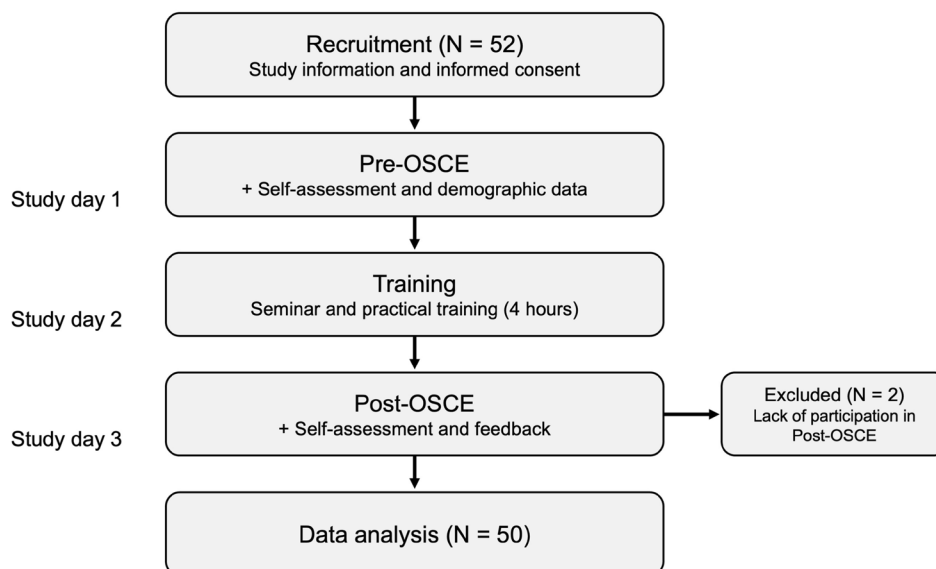 Recruitment (N = 52)
Study information and informed consent
Pre-OSCE
+ Self-assessment and demographic data
Study day 1
Training
Seminar and practical training (4 hours)
Study day 2
Post-OSCE
+ Self-assessment and feedback
Study day 3
Excluded (N = 2)
Lack of participation in
Post-OSCE
Data analysis (N = 50)